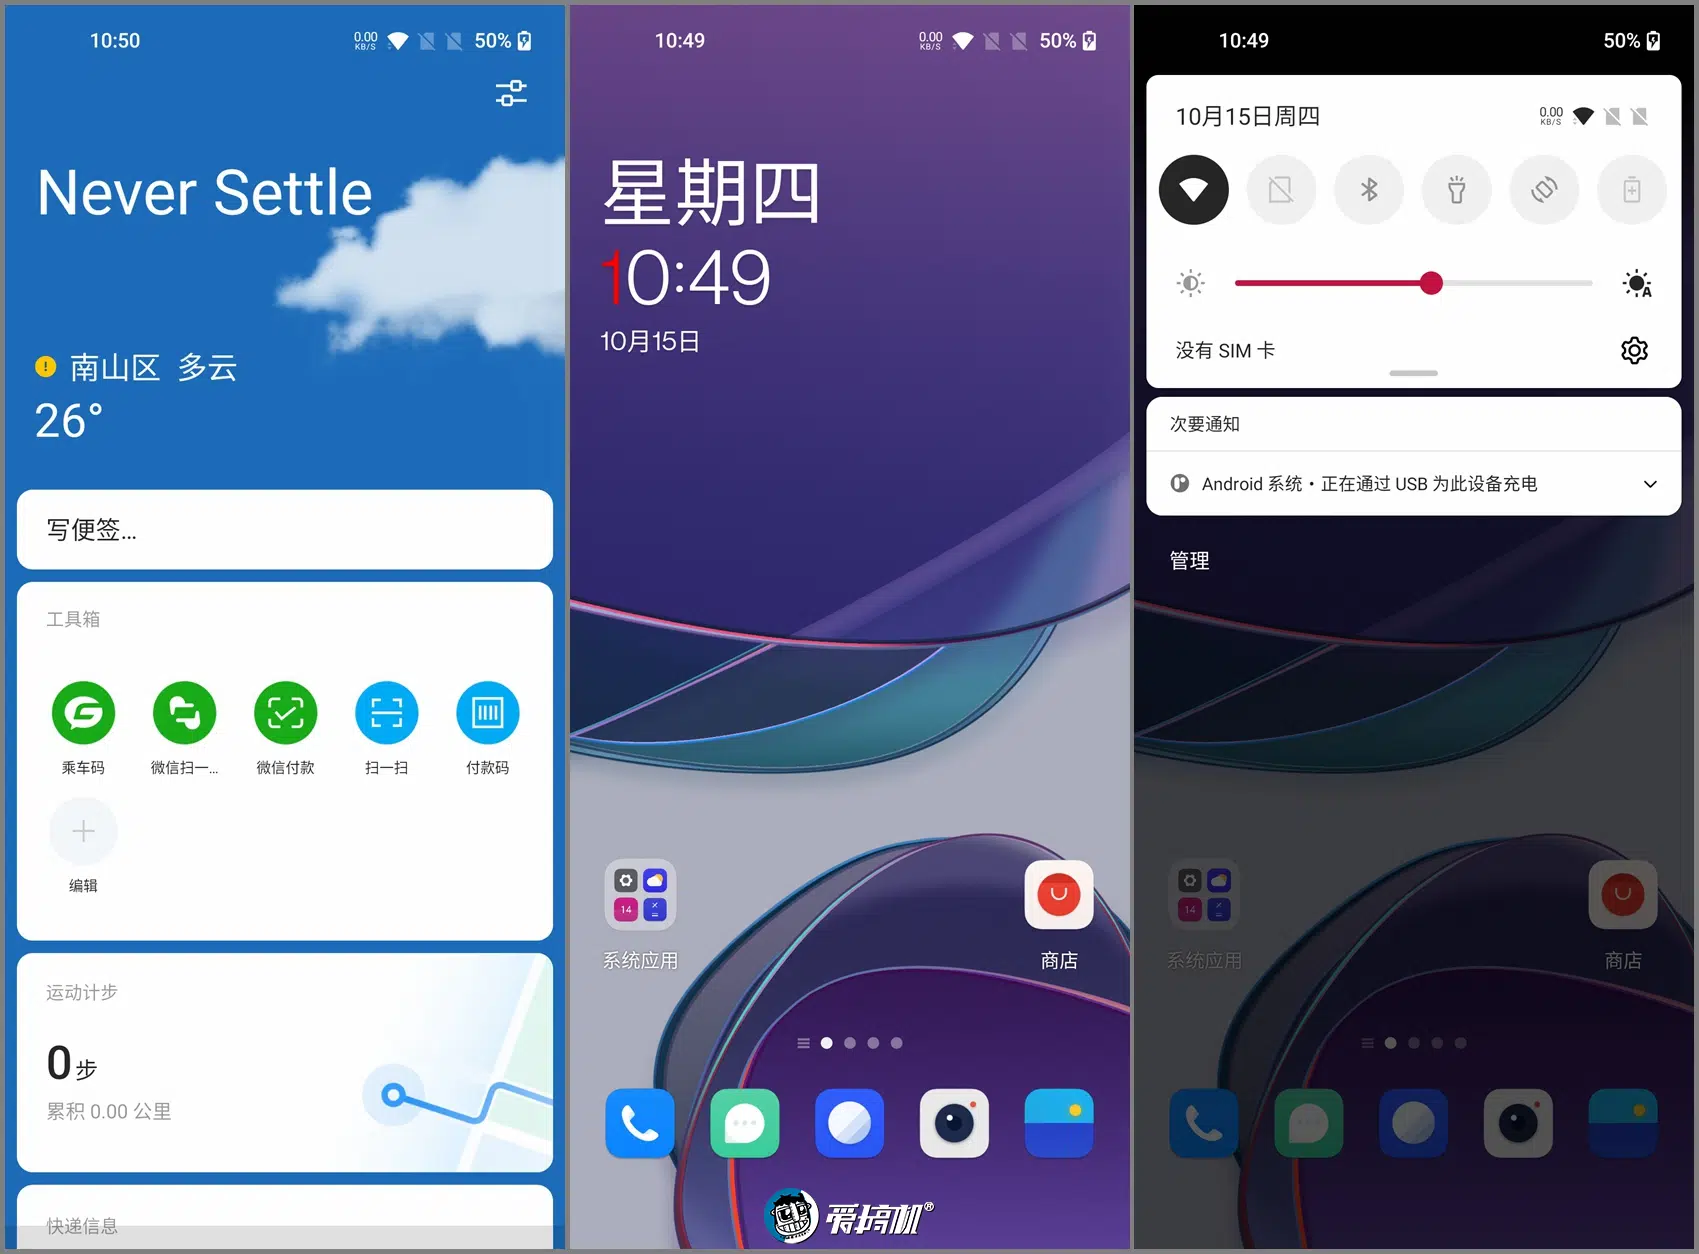 10:50
0.00
KB/S
50%
Never Settle
南山区 多云
26°
写便签...
工具箱
乘车码
微信扫一...
微信付款
扫一扫
付款码
编辑
运动计步
0步
累积 0.00 公里
快递信息
10:49
0.00
KB/S
50%
星期四
10:49
10月15日
14
系统应用
商店
爱搞机®
10:49
50%
10月15日周四
0.00
KB/S
A
没有 SIM 卡
次要通知
Android 系统 • 正在通过 USB 为此设备充电
管理
14
系统应用
商店